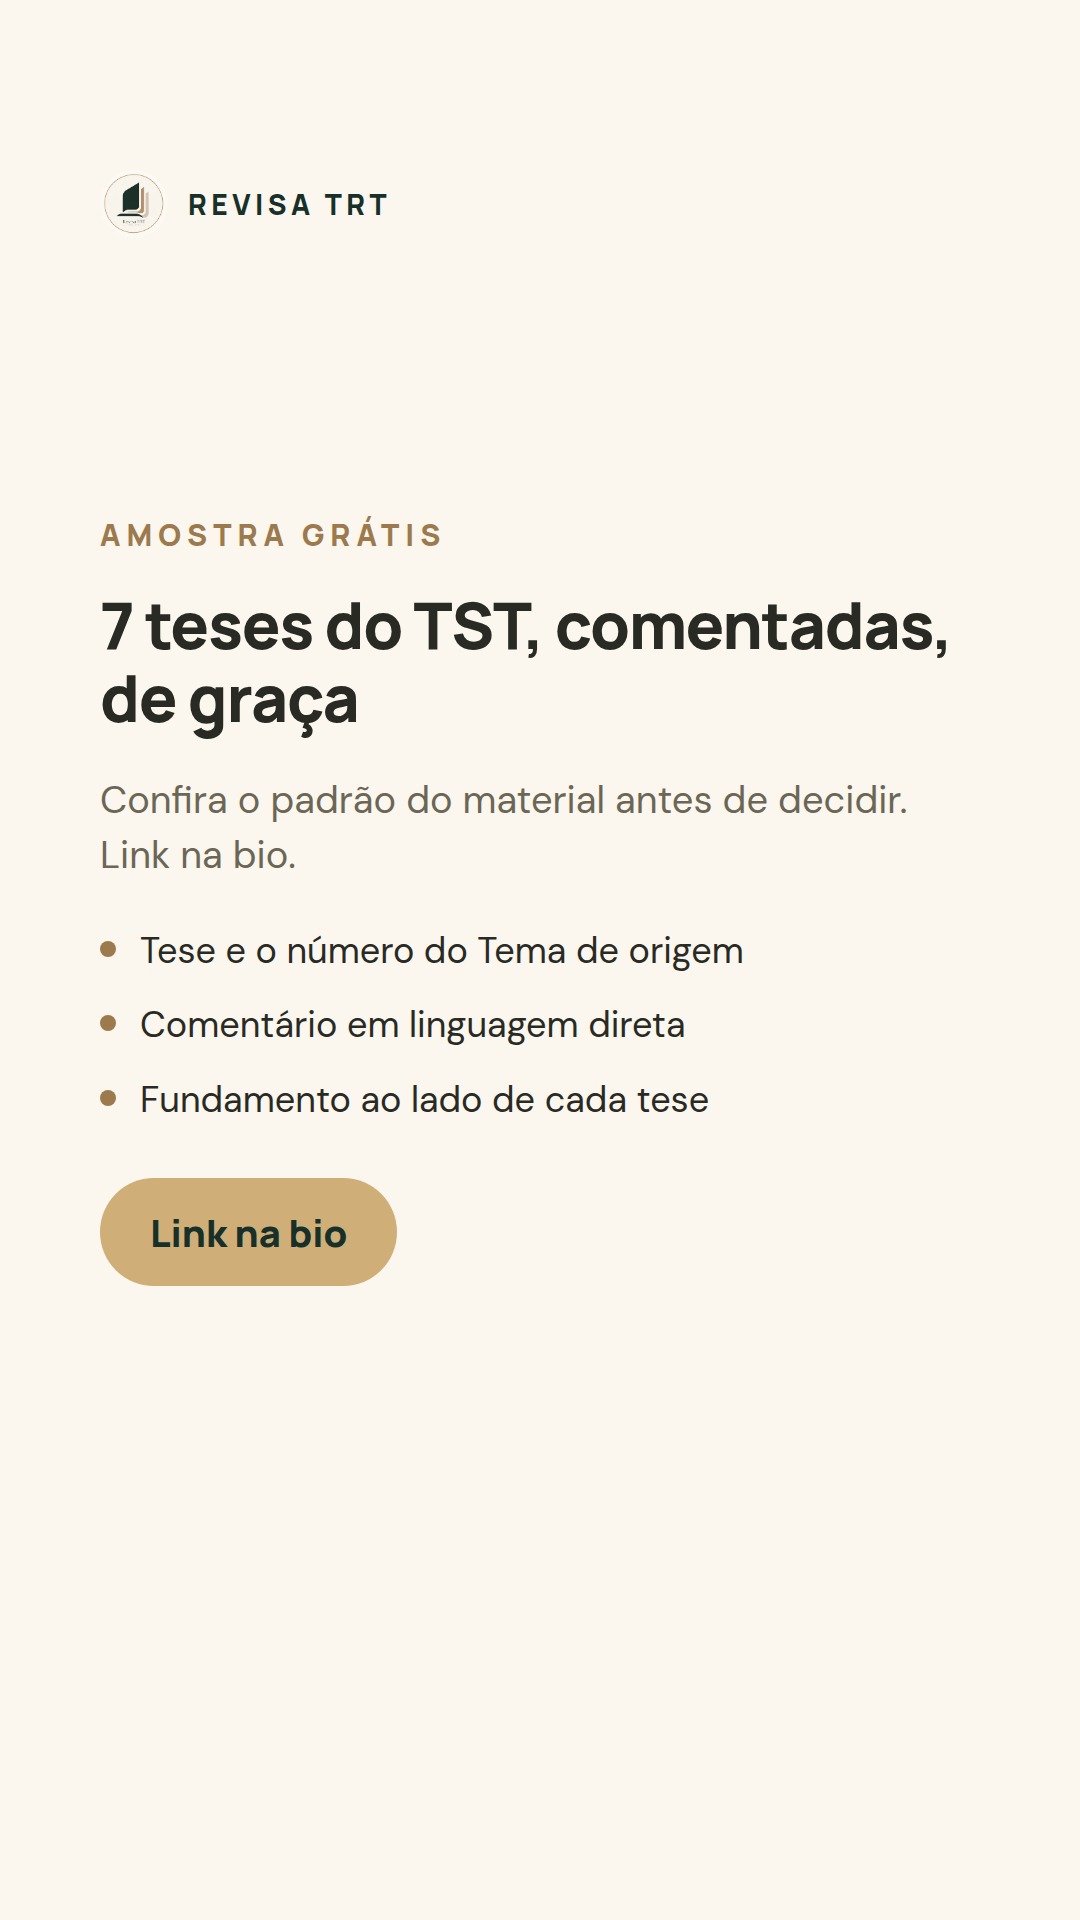 REVISA TRT
AMOSTRA GRÁTIS
7 teses do TST, comentadas,
de graça
Confira o padrão do material antes de decidir.
Link na bio.
Tese e o número do Tema de origem
Comentário em linguagem direta
Fundamento ao lado de cada tese
Link na bio